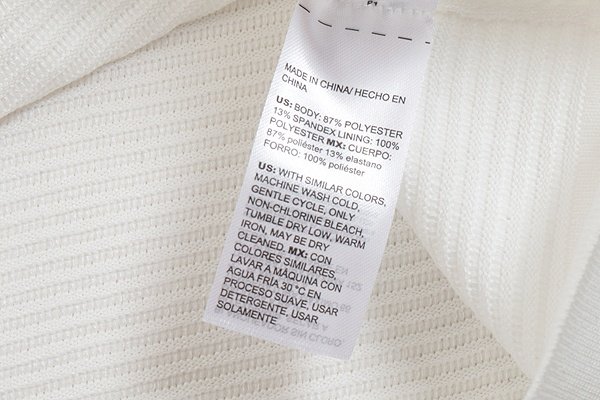 P1
MADE IN CHINA/ HECHO EN
CHINA
US: BODY: 87% POLYESTER
13% SPANDEX LINING: 100%
POLYESTER MX: CUERPO:
87% poliéster 13% elastano
FORRO: 100% poliéster
US: WITH SIMILAR COLORS,
MACHINE WASH COLD,
GENTLE CYCLE, ONLY
NON-CHLORINE BLEACH,
TUMBLE DRY LOW, WARM
IRON, MAY BE DRY
CLEANED. MX: CON
COLORES SIMILARES,
LAVAR A MÁQUINA CON
AGUA FRÍA 30 °C EN
PROCESO SUAVE, USAR
DETERGENTE, USAR
SOLAMENTE